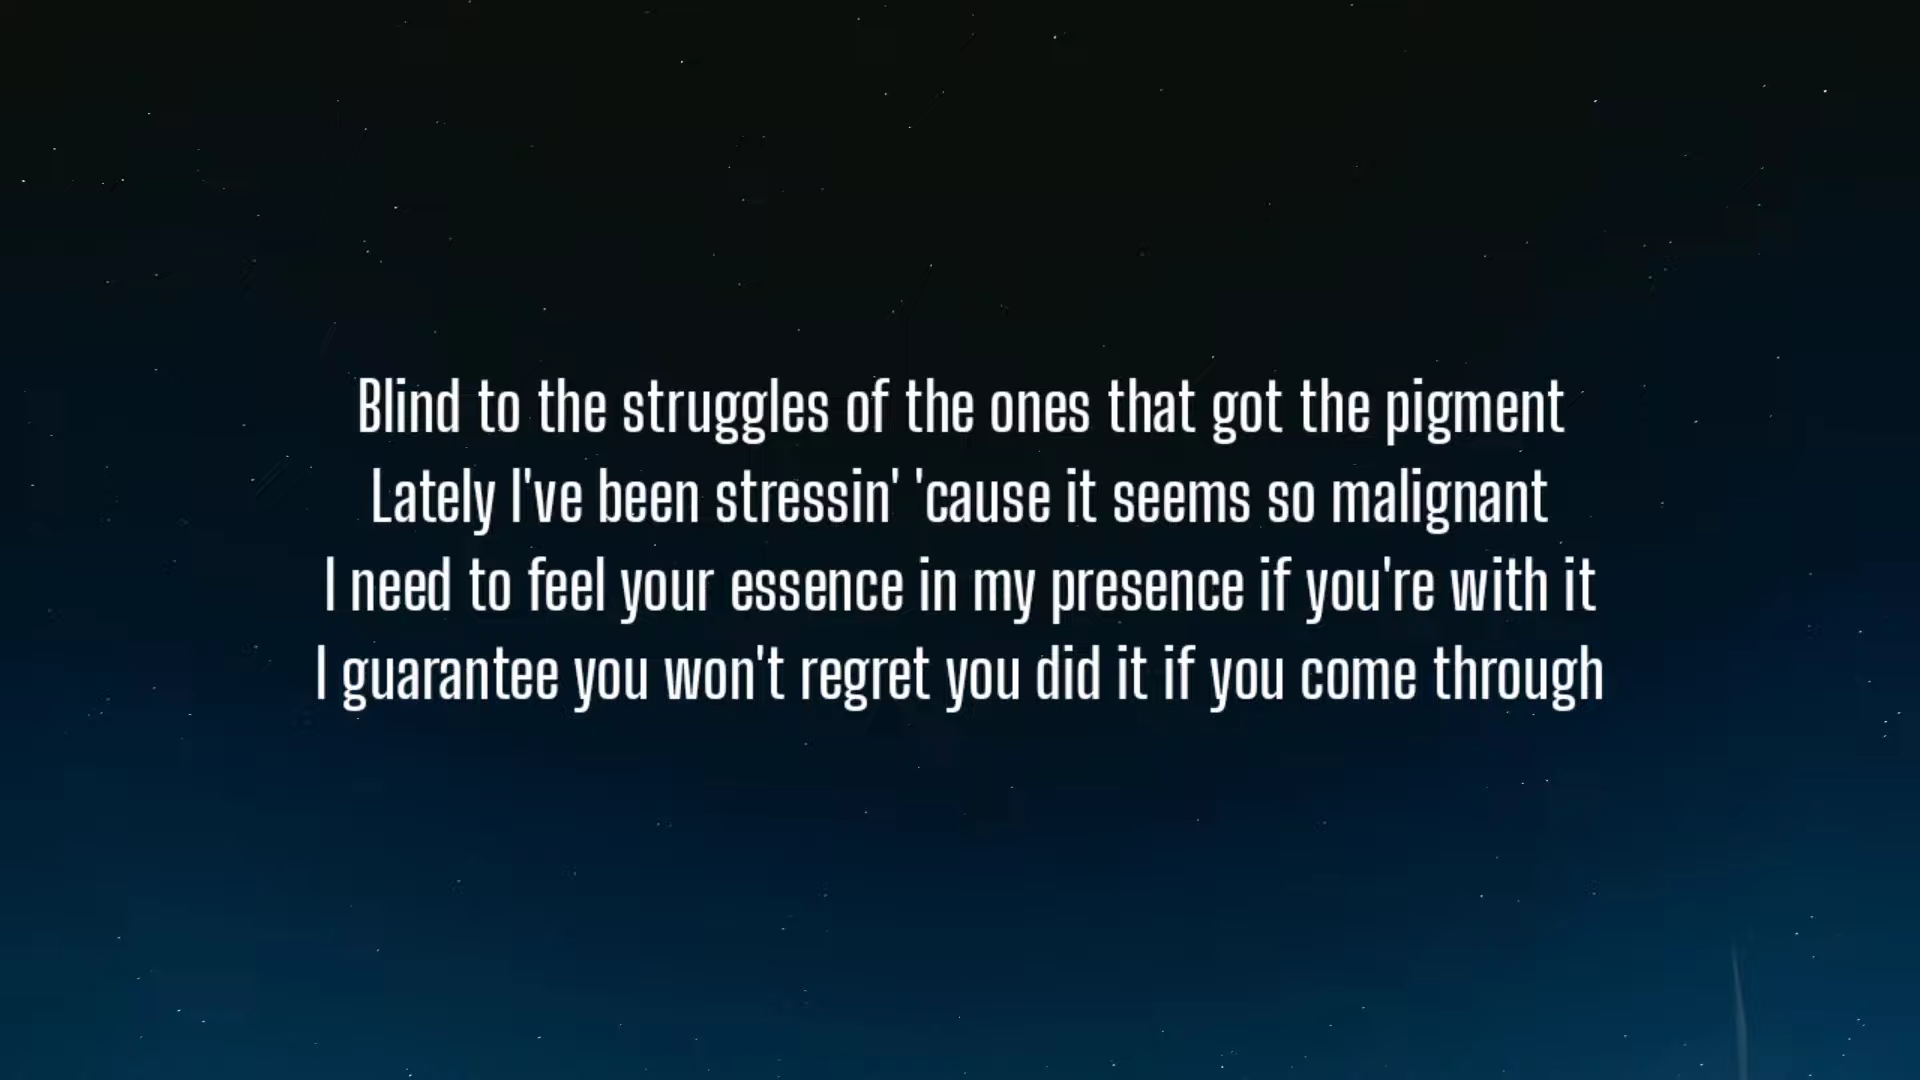 Blind to the struggles of the ones that got the pigment
Lately I've been stressin' 'cause it seems so malignant
I need to feel your essence in my presence if you're with it
I guarantee you won't regret you did it if you come through